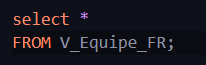 select *
FROM V_Equipe_FR;